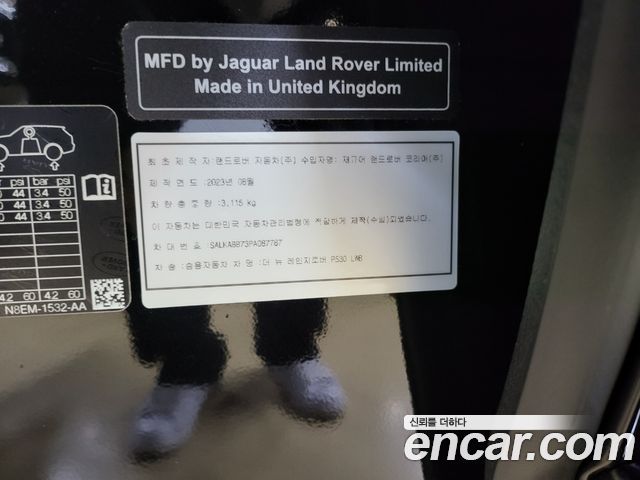 MFD by Jaguar Land Rover Limited
Made in United Kingdom
최초 제작자:랜드로버 자동차(주) 수입자명: 재규어 랜드로버 코리아(주)
제작 연도 :2023년 08월
차량 총 중량 :3,115 kg
이 자동차는 대한민국 자동차관리법령에 적합하게 제작(수입)되었습니다
차 대 번 호 : SALKABB73PA087787
차 종 :승용자동차 차 명 :더 뉴 레인지로버 P530 LWB
psi bar psi
44 3.4 50
44 3.4 50
4.2 60 4.2 60
N8EM-1532-AA
신뢰를 더하다
encar.com